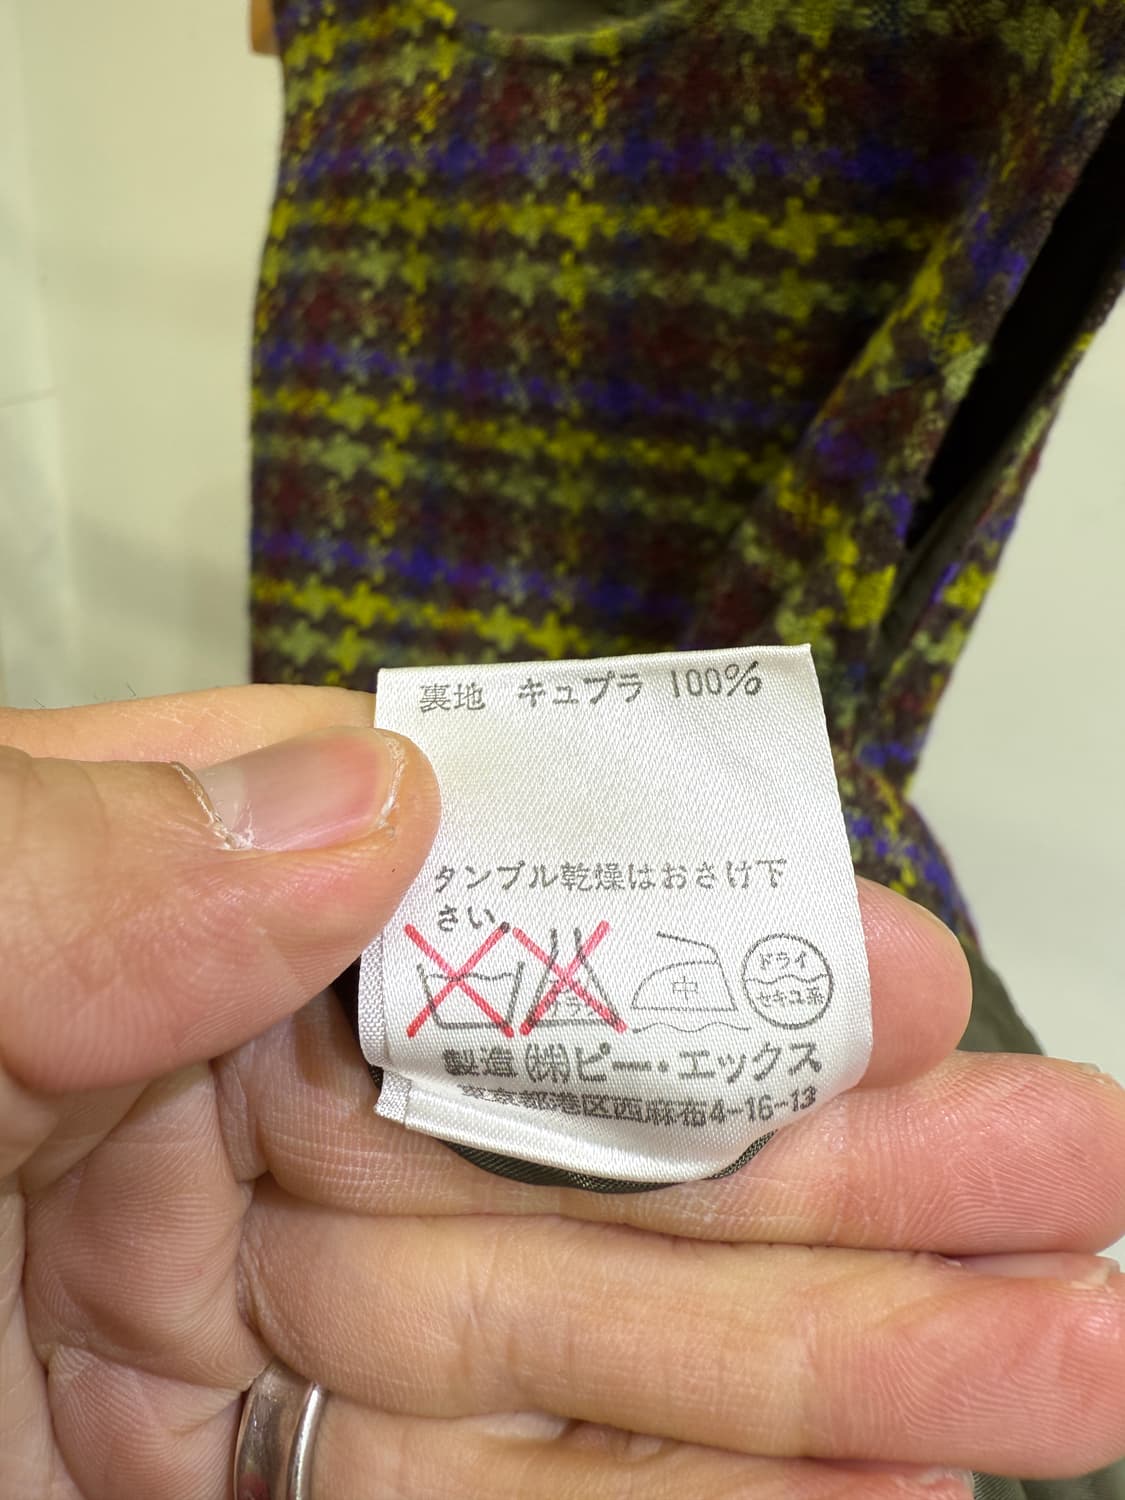 裏地 キュプラ 100%
タンブル乾燥はおさけ下
さい。
中
ドライ
セキユ系
製造(株)ピー・エックス
東京都港区西麻布4-16-13